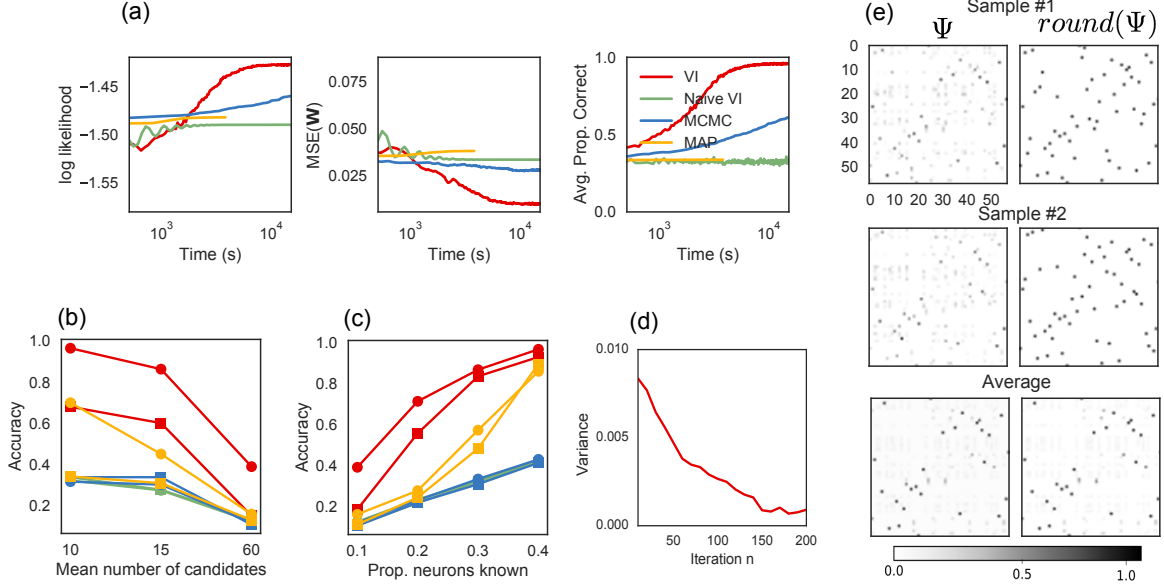 (a)
log likelihood
−1.45
−1.50
−1.55
10³
10⁴
Time (s)
MSE(W)
0.075
0.050
0.025
10³
10⁴
Time (s)
Avg. Prop. Correct
1.0
0.5
0.0
VI
Naive VI
MCMC
MAP
10³
10⁴
Time (s)
(b)
Accuracy
1.0
0.8
0.6
0.4
0.2
10
15
60
Mean number of candidates
(c)
Accuracy
1.0
0.8
0.6
0.4
0.2
0.1
0.2
0.3
0.4
Prop. neurons known
(d)
Variance
0.010
0.005
0.000
50
100
150
200
Iteration n
(e)
Sample #1
Ψ
round(Ψ)
0
10
20
30
40
50
0 10 20 30 40 50
Sample #2
Average
0.0
0.5
1.0